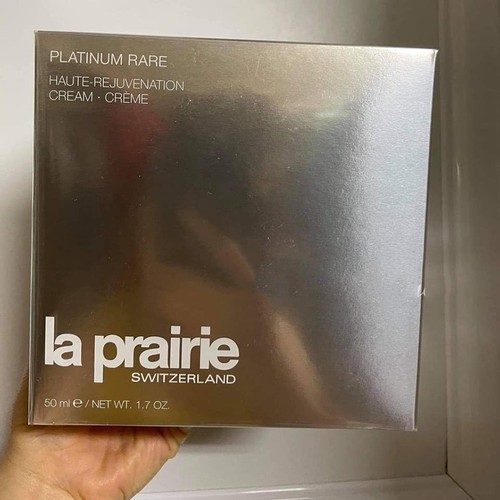 PLATINUM RARE
HAUTE-REJUVENATION
CREAM · CRÈME
la prairie
SWITZERLAND
50 ml ℮ / NET WT. 1.7 OZ.